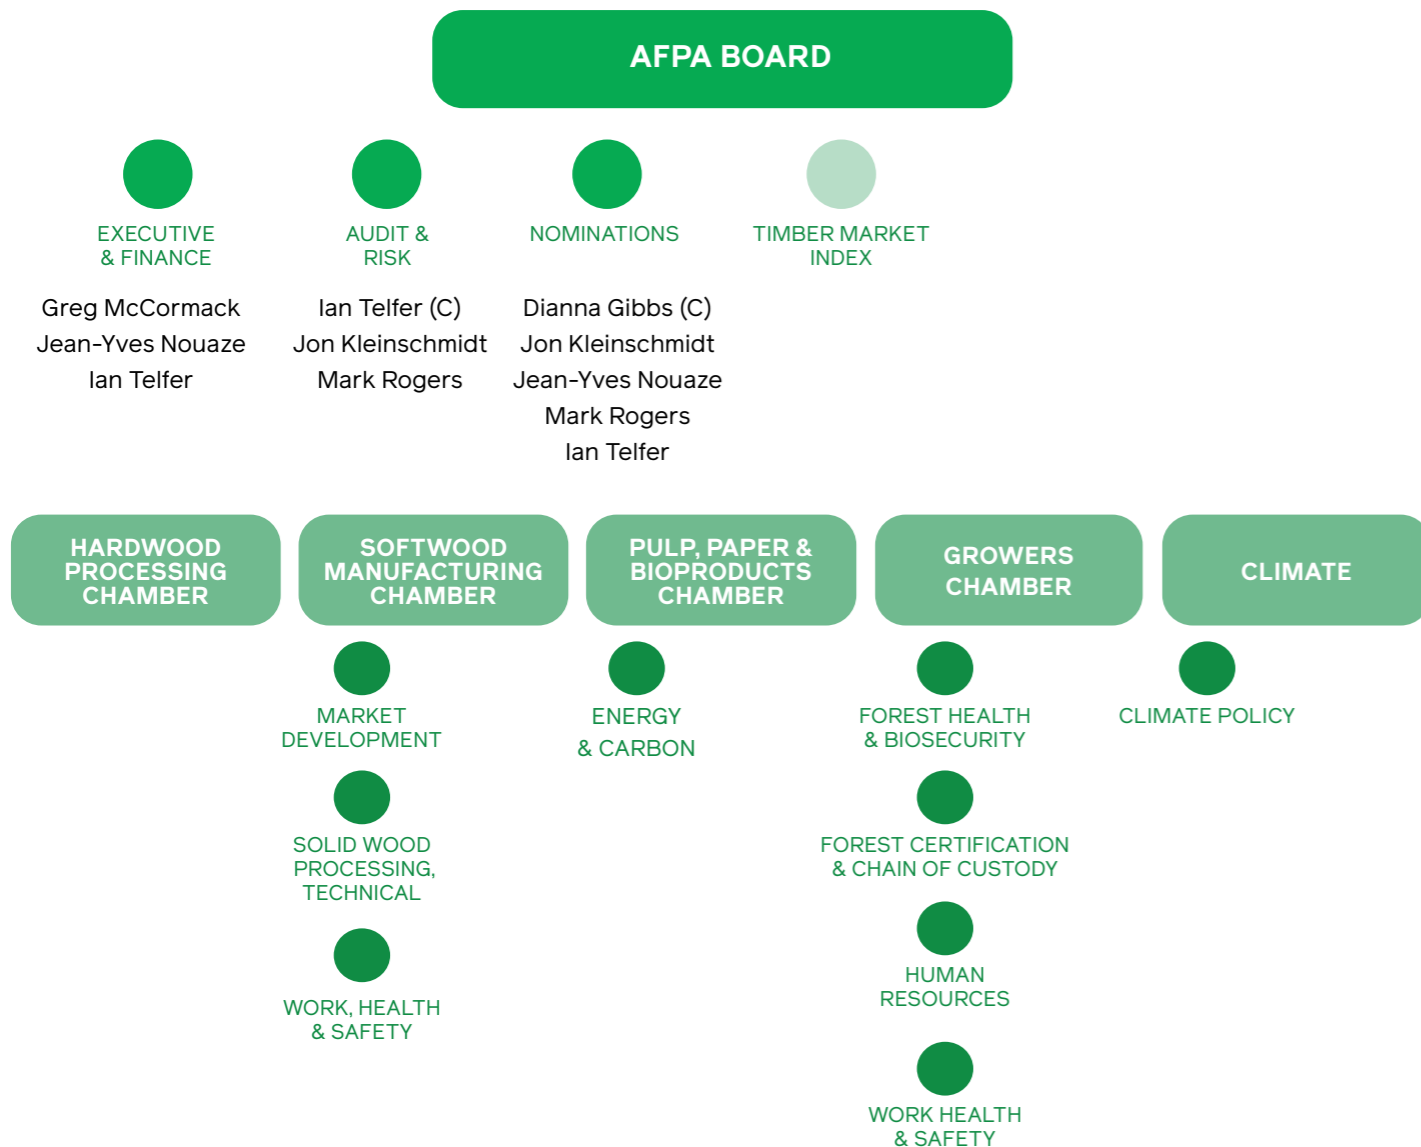 AFPA BOARD
EXECUTIVE
& FINANCE
Greg McCormack
Jean-Yves Nouaze
Ian Telfer
AUDIT &
RISK
Ian Telfer (C)
Jon Kleinschmidt
Mark Rogers
NOMINATIONS
Dianna Gibbs (C)
Jon Kleinschmidt
Jean-Yves Nouaze
Mark Rogers
Ian Telfer
TIMBER MARKET
INDEX
HARDWOOD
PROCESSING
CHAMBER
SOFTWOOD
MANUFACTURING
CHAMBER
MARKET
DEVELOPMENT
SOLID WOOD
PROCESSING,
TECHNICAL
WORK, HEALTH
& SAFETY
PULP, PAPER &
BIOPRODUCTS
CHAMBER
ENERGY
& CARBON
GROWERS
CHAMBER
FOREST HEALTH
& BIOSECURITY
FOREST CERTIFICATION
& CHAIN OF CUSTODY
HUMAN
RESOURCES
WORK HEALTH
& SAFETY
CLIMATE
CLIMATE POLICY